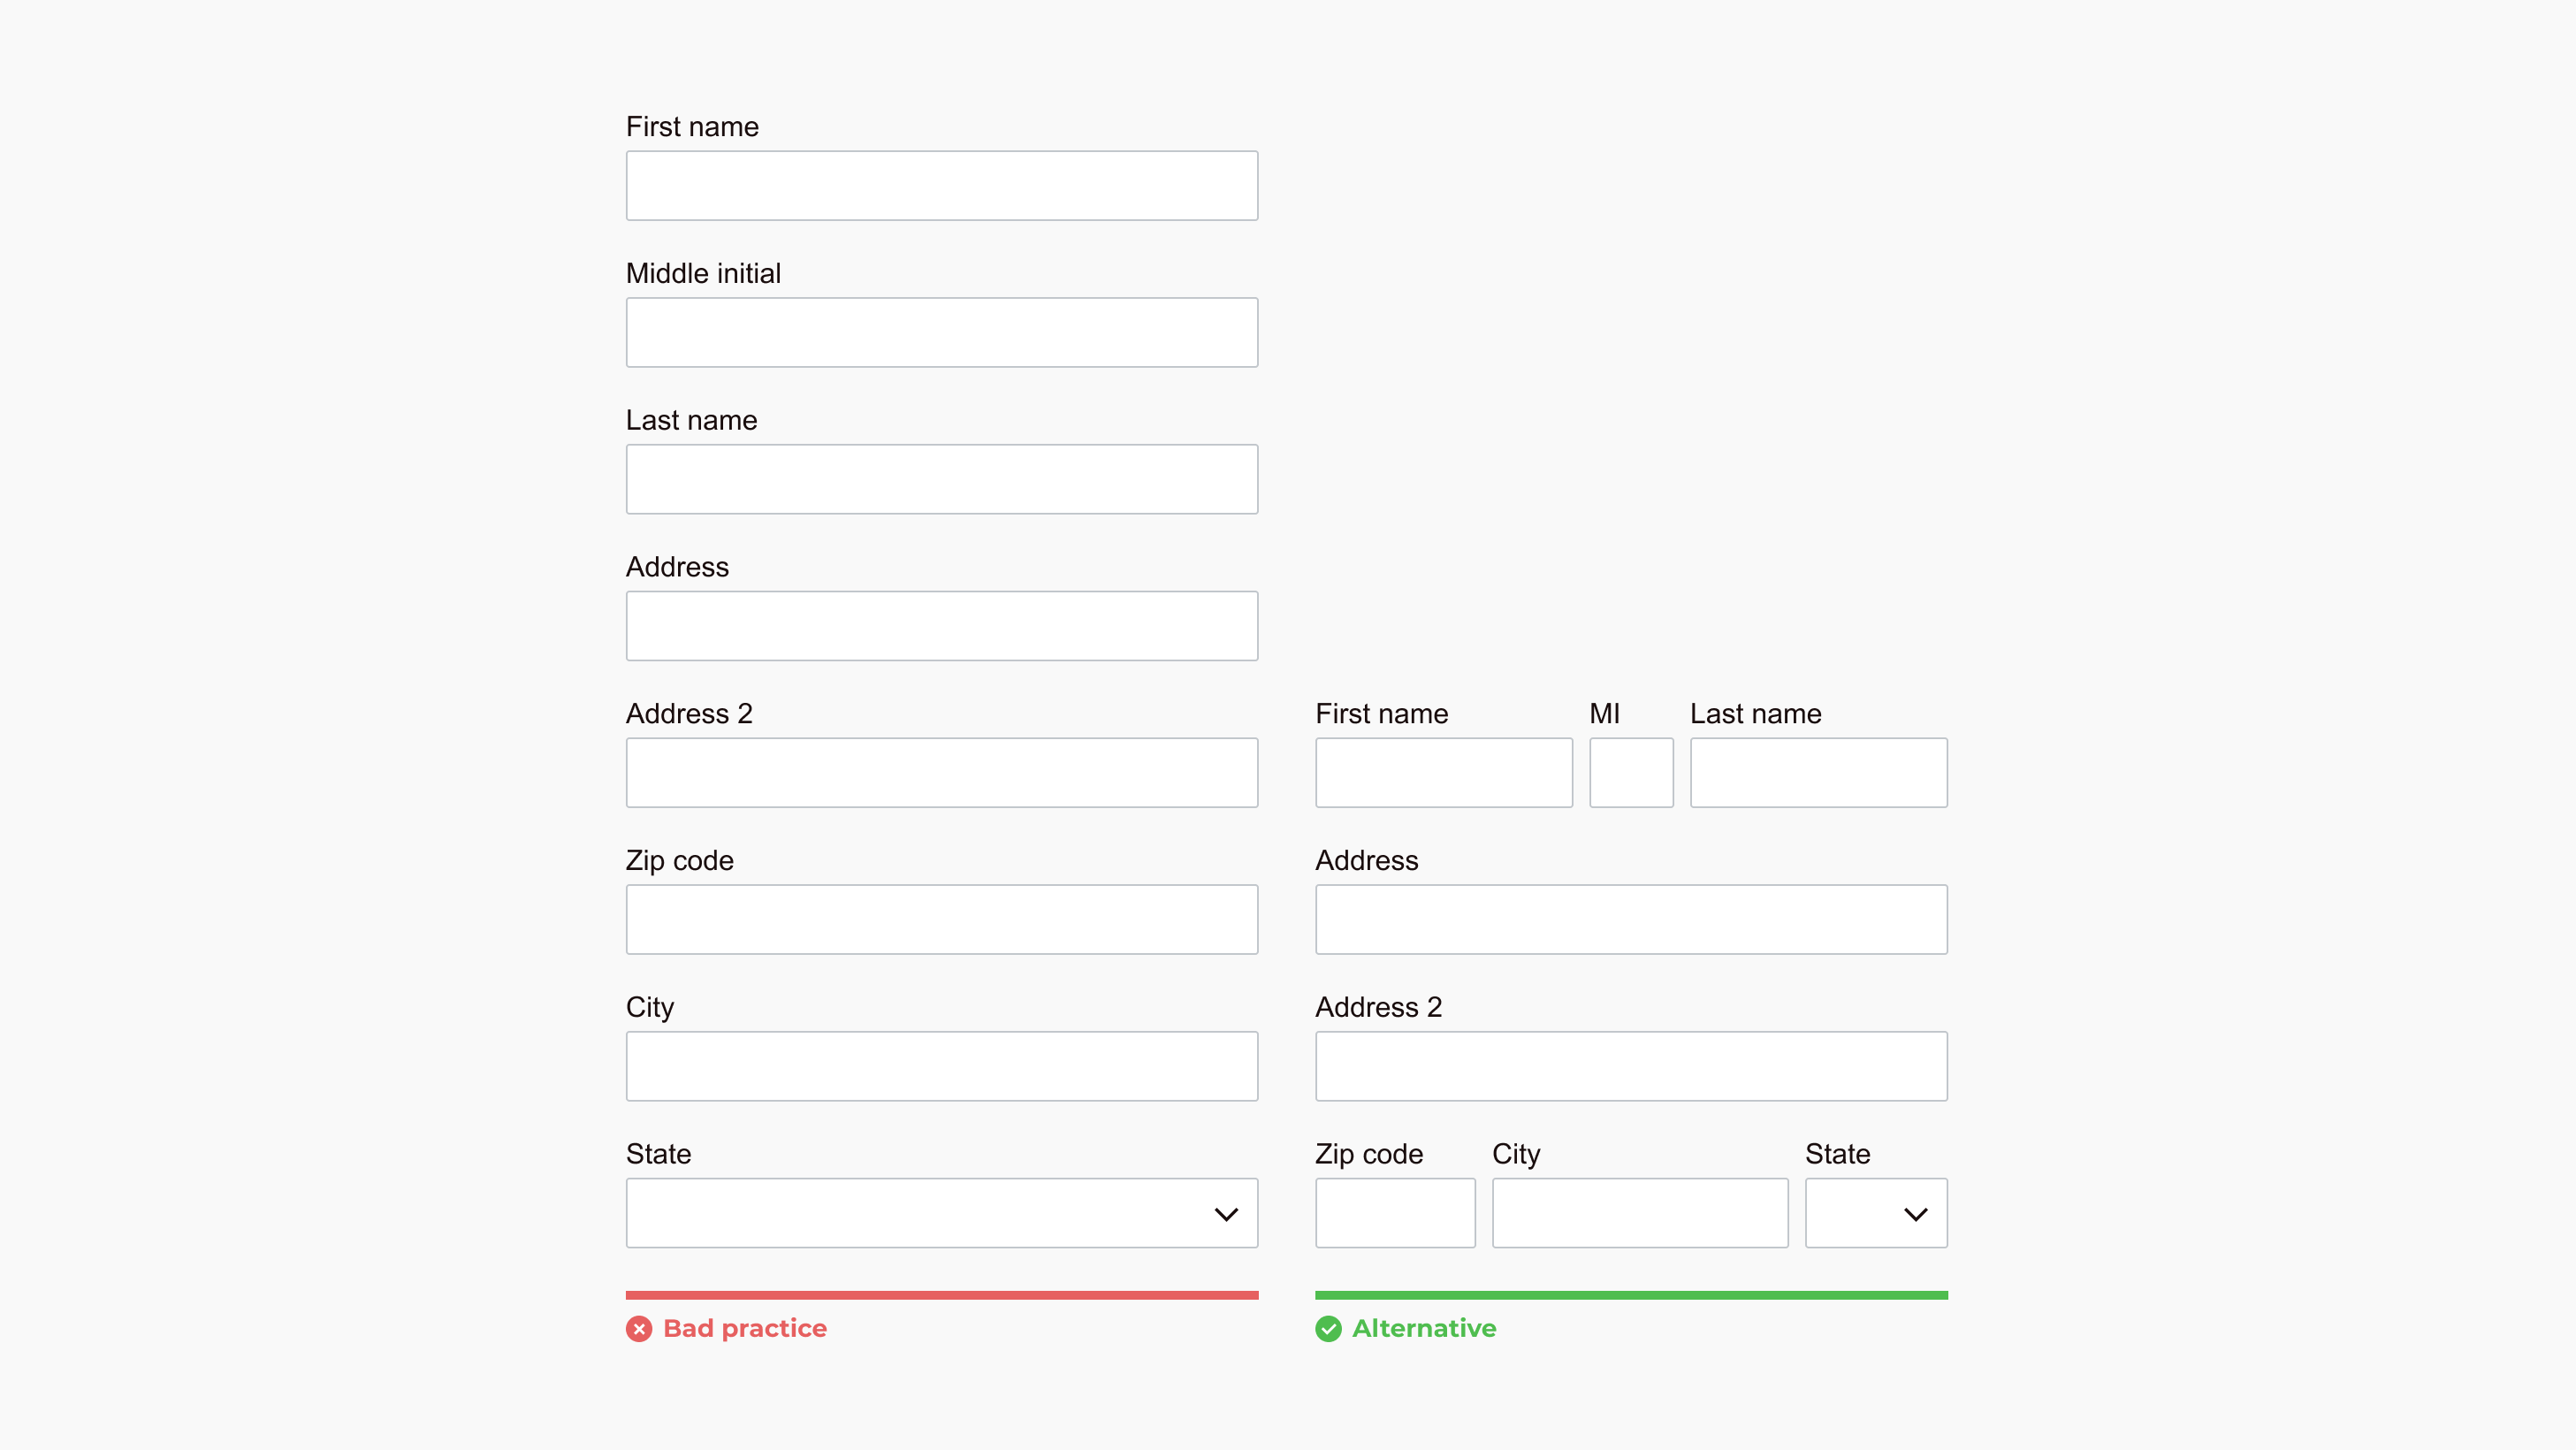 First name
Middle initial
Last name
Address
Address 2
Zip code
City
State
Bad practice
First name MI Last name
Address
Address 2
Zip code City State
Alternative